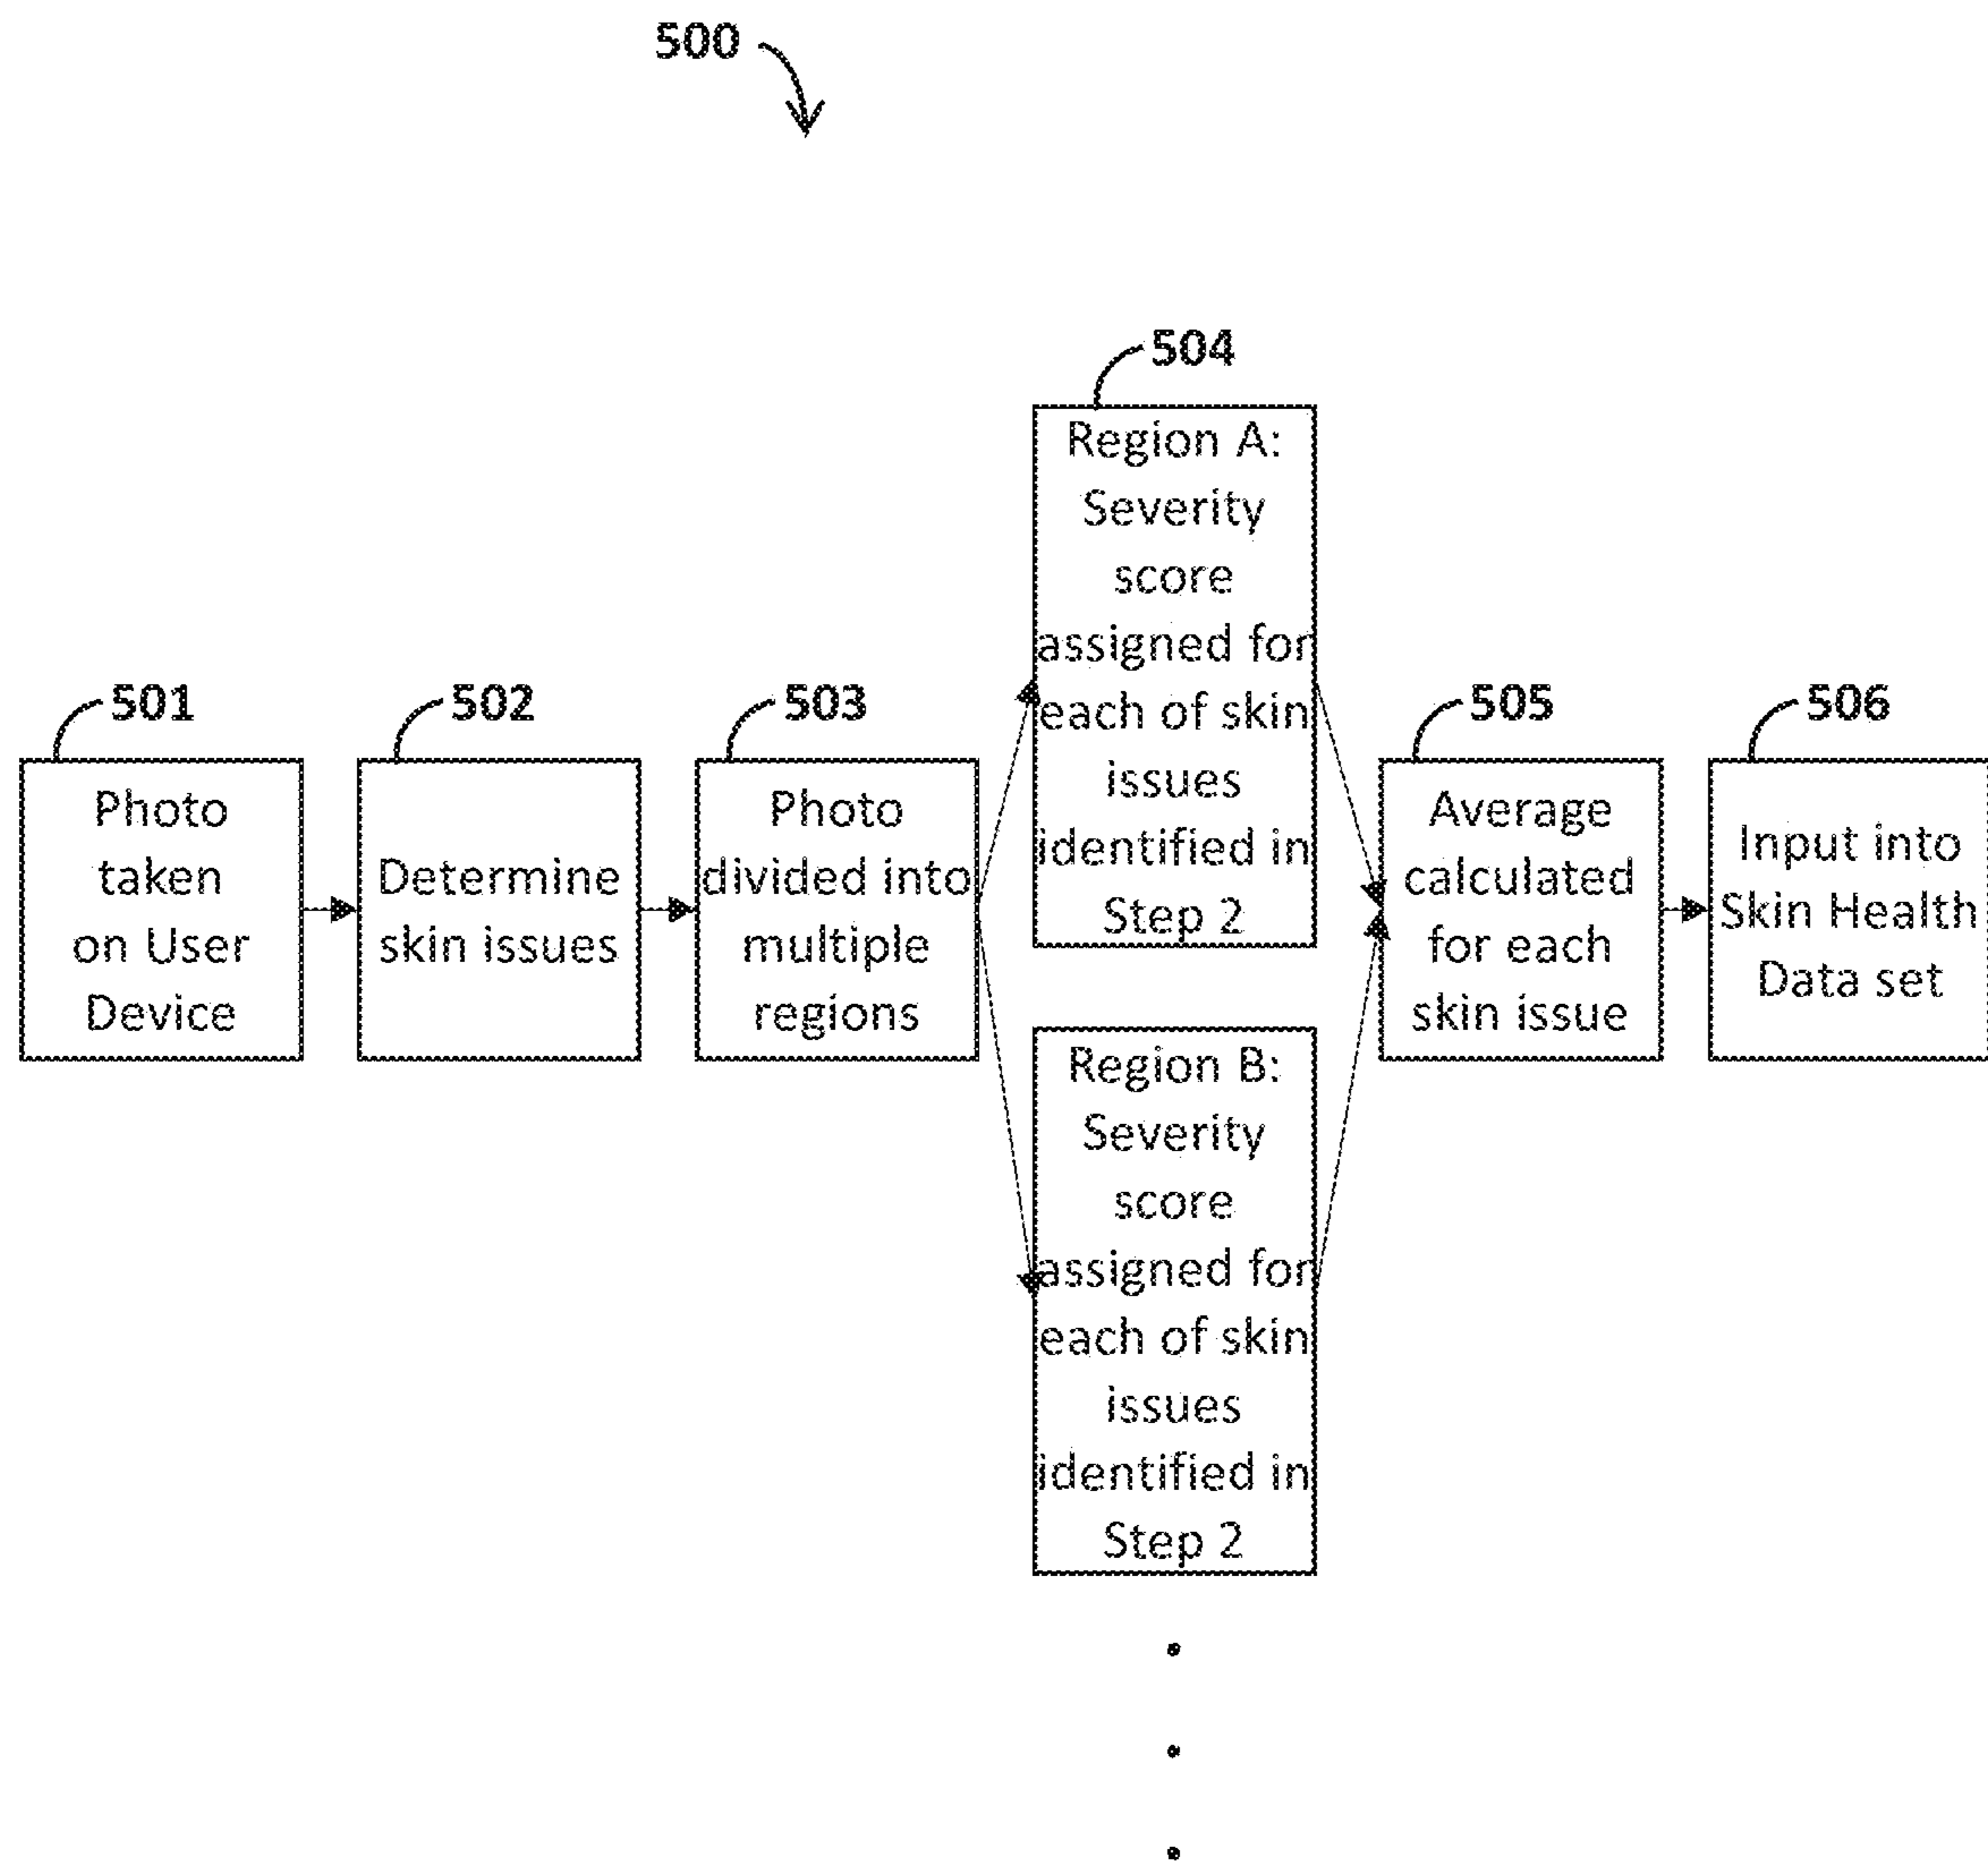 500
501
Photo
taken
on User
Device
502
Determine
skin issues
503
Photo
divided into
multiple
regions
504
Region A:
Severity
score
assigned for
each of skin
issues
identified in
Step 2
Region B:
Severity
score
assigned for
each of skin
issues
identified in
Step 2
505
Average
calculated
for each
skin issue
506
Input into
Skin Health
Data set